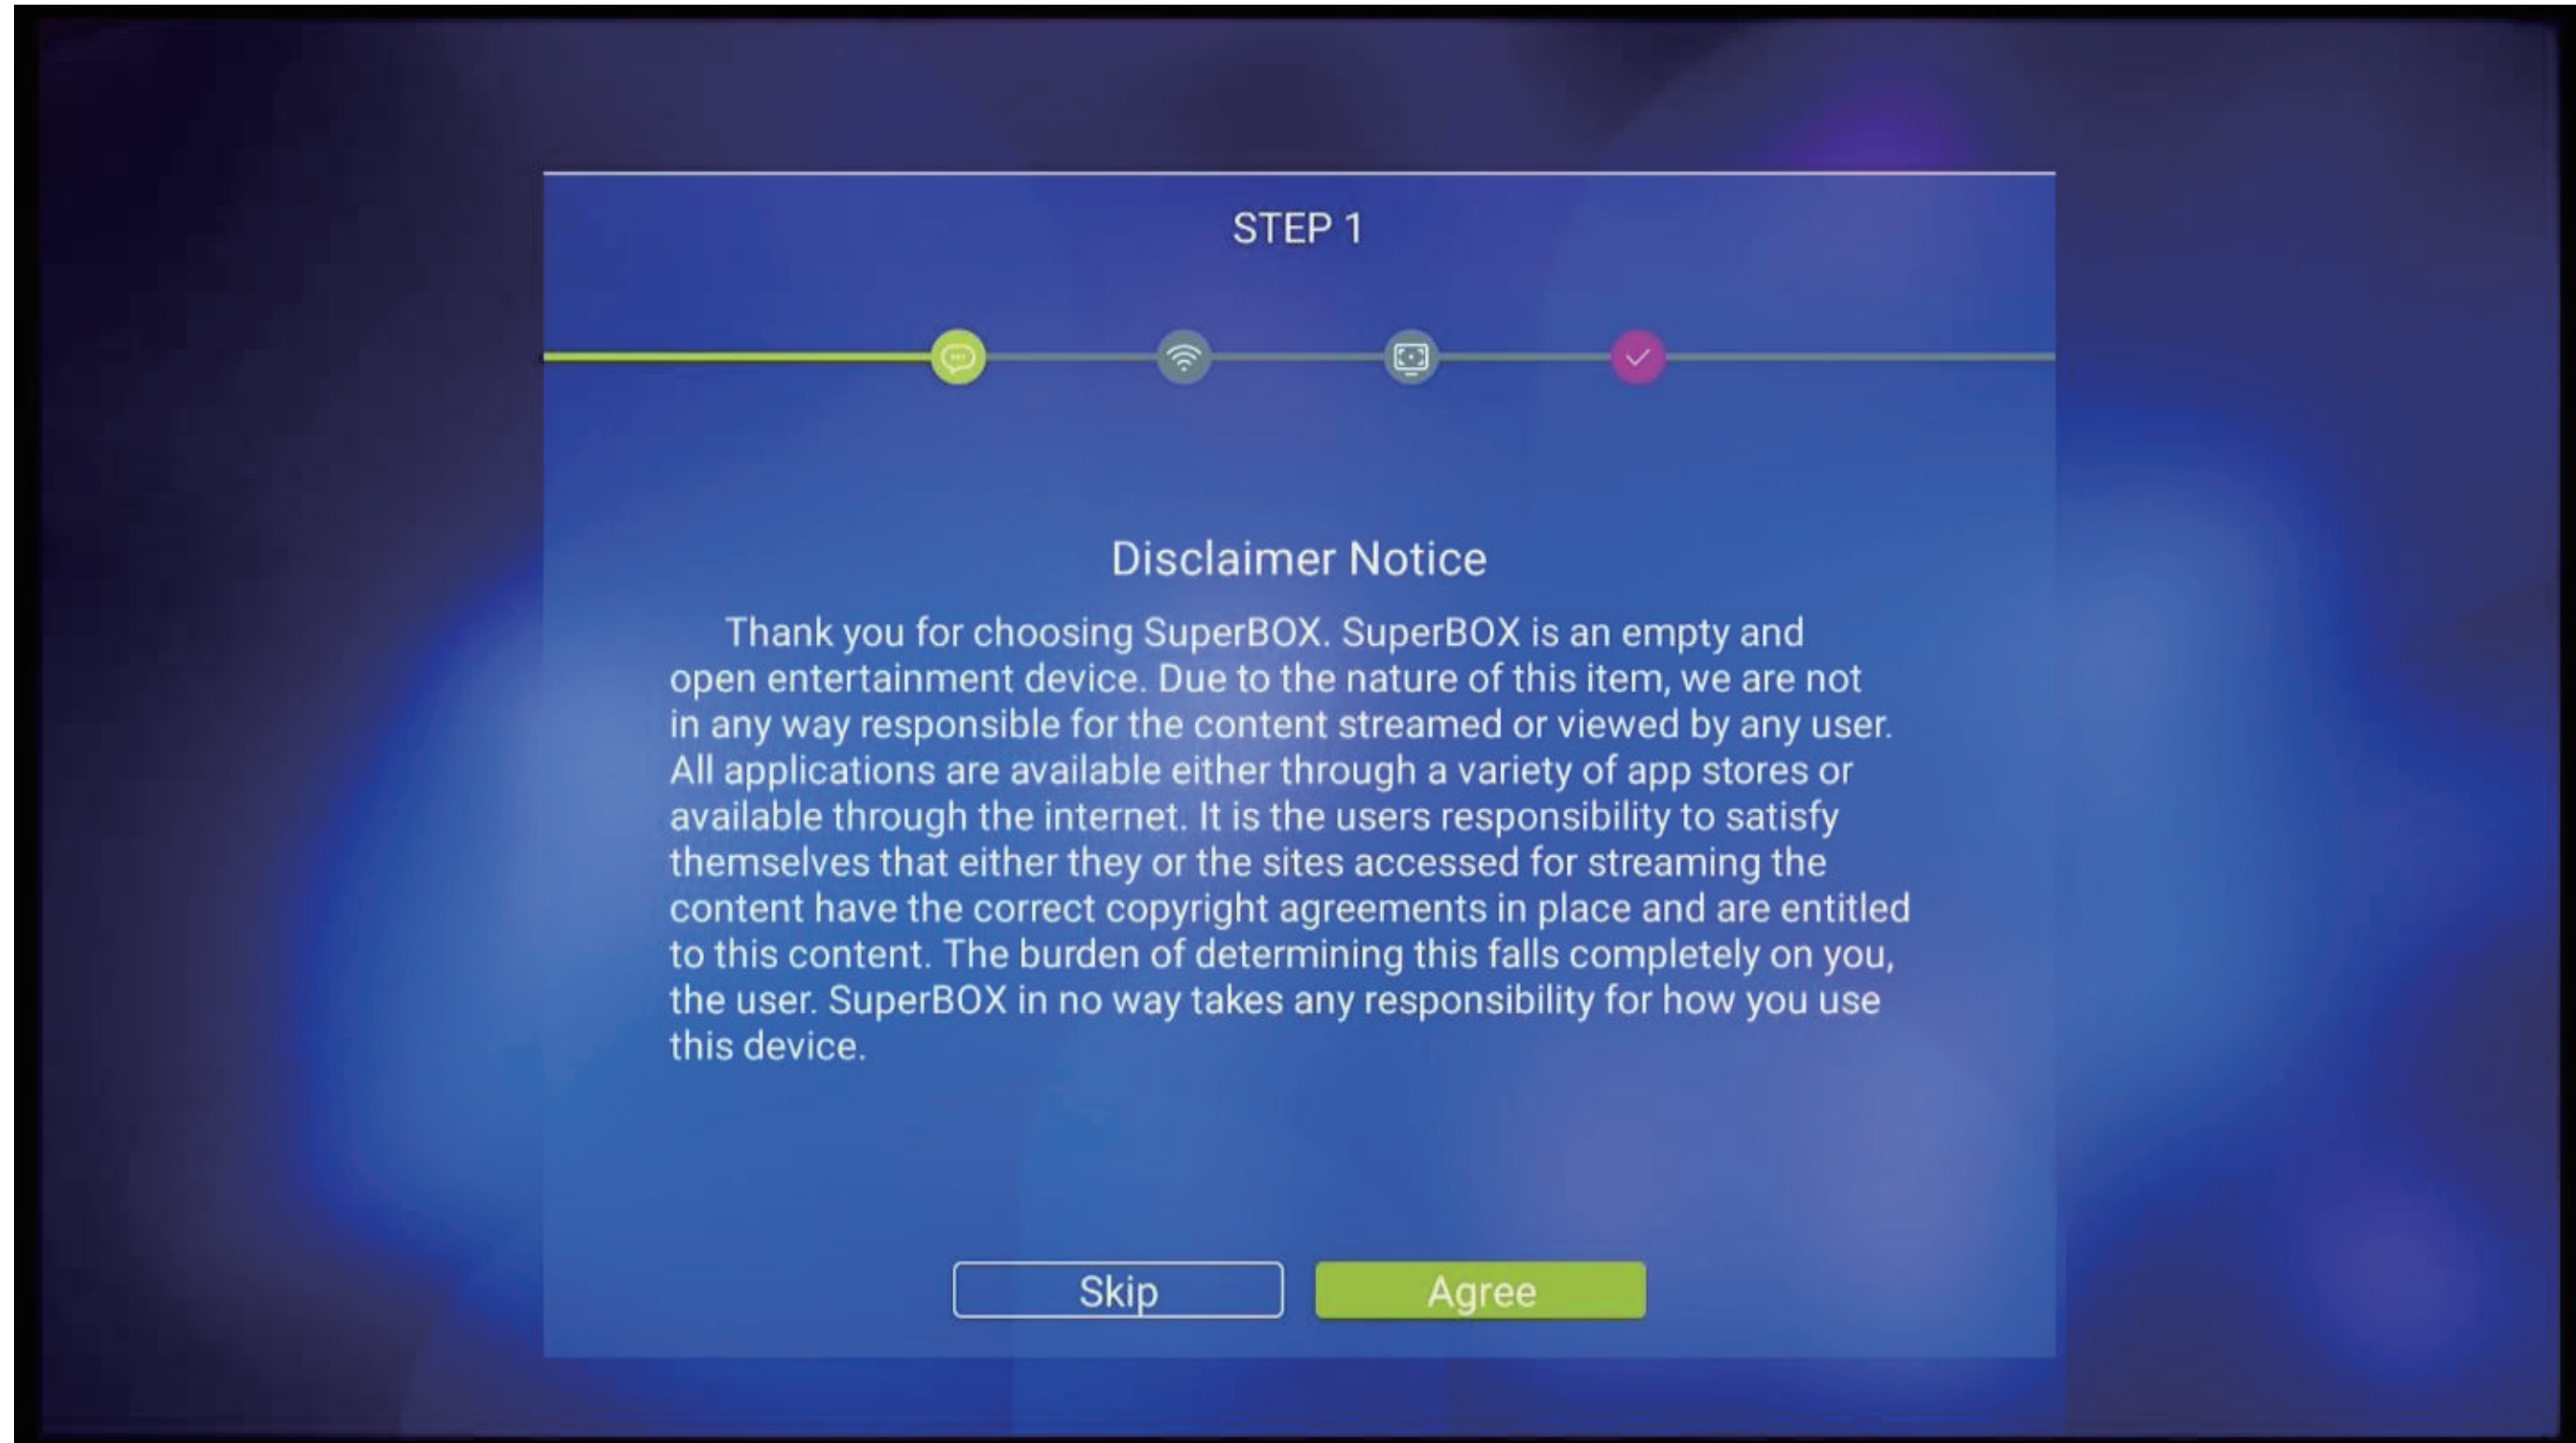 STEP 1
Disclaimer Notice
Thank you for choosing SuperBOX. SuperBOX is an empty and
open entertainment device. Due to the nature of this item, we are not
in any way responsible for the content streamed or viewed by any user.
All applications are available either through a variety of app stores or
available through the internet. It is the users responsibility to satisfy
themselves that either they or the sites accessed for streaming the
content have the correct copyright agreements in place and are entitled
to this content. The burden of determining this falls completely on you,
the user. SuperBOX in no way takes any responsibility for how you use
this device.
Skip
Agree